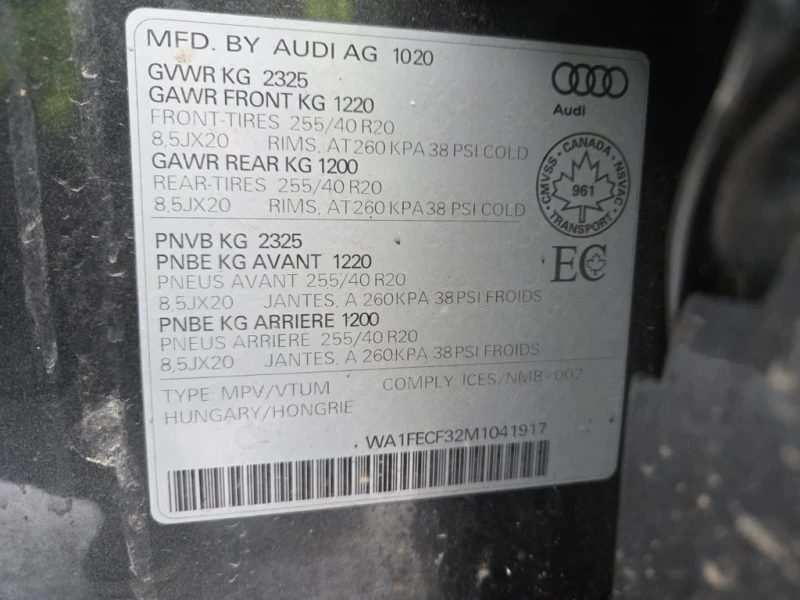 MFD. BY AUDI AG 1020
GVWR KG 2325
GAWR FRONT KG 1220
FRONT-TIRES 255/40 R20
8,5JX20 RIMS, AT 260 KPA 38 PSI COLD
GAWR REAR KG 1200
REAR-TIRES 255/40 R20
8,5JX20 RIMS, AT 260 KPA 38 PSI COLD
Audi
CMVSS · CANADA · NSVAC
961
TRANSPORT
PNVB KG 2325
PNBE KG AVANT 1220
PNEUS AVANT 255/40 R20
8,5JX20 JANTES, A 260KPA 38 PSI FROIDS
PNBE KG ARRIERE 1200
PNEUS ARRIERE 255/40 R20
8,5JX20 JANTES, A 260KPA 38 PSI FROIDS
EC
TYPE: MPV/VTUM COMPLY. ICES/NMB-002
HUNGARY/HONGRIE
WA1FECF32M1041917